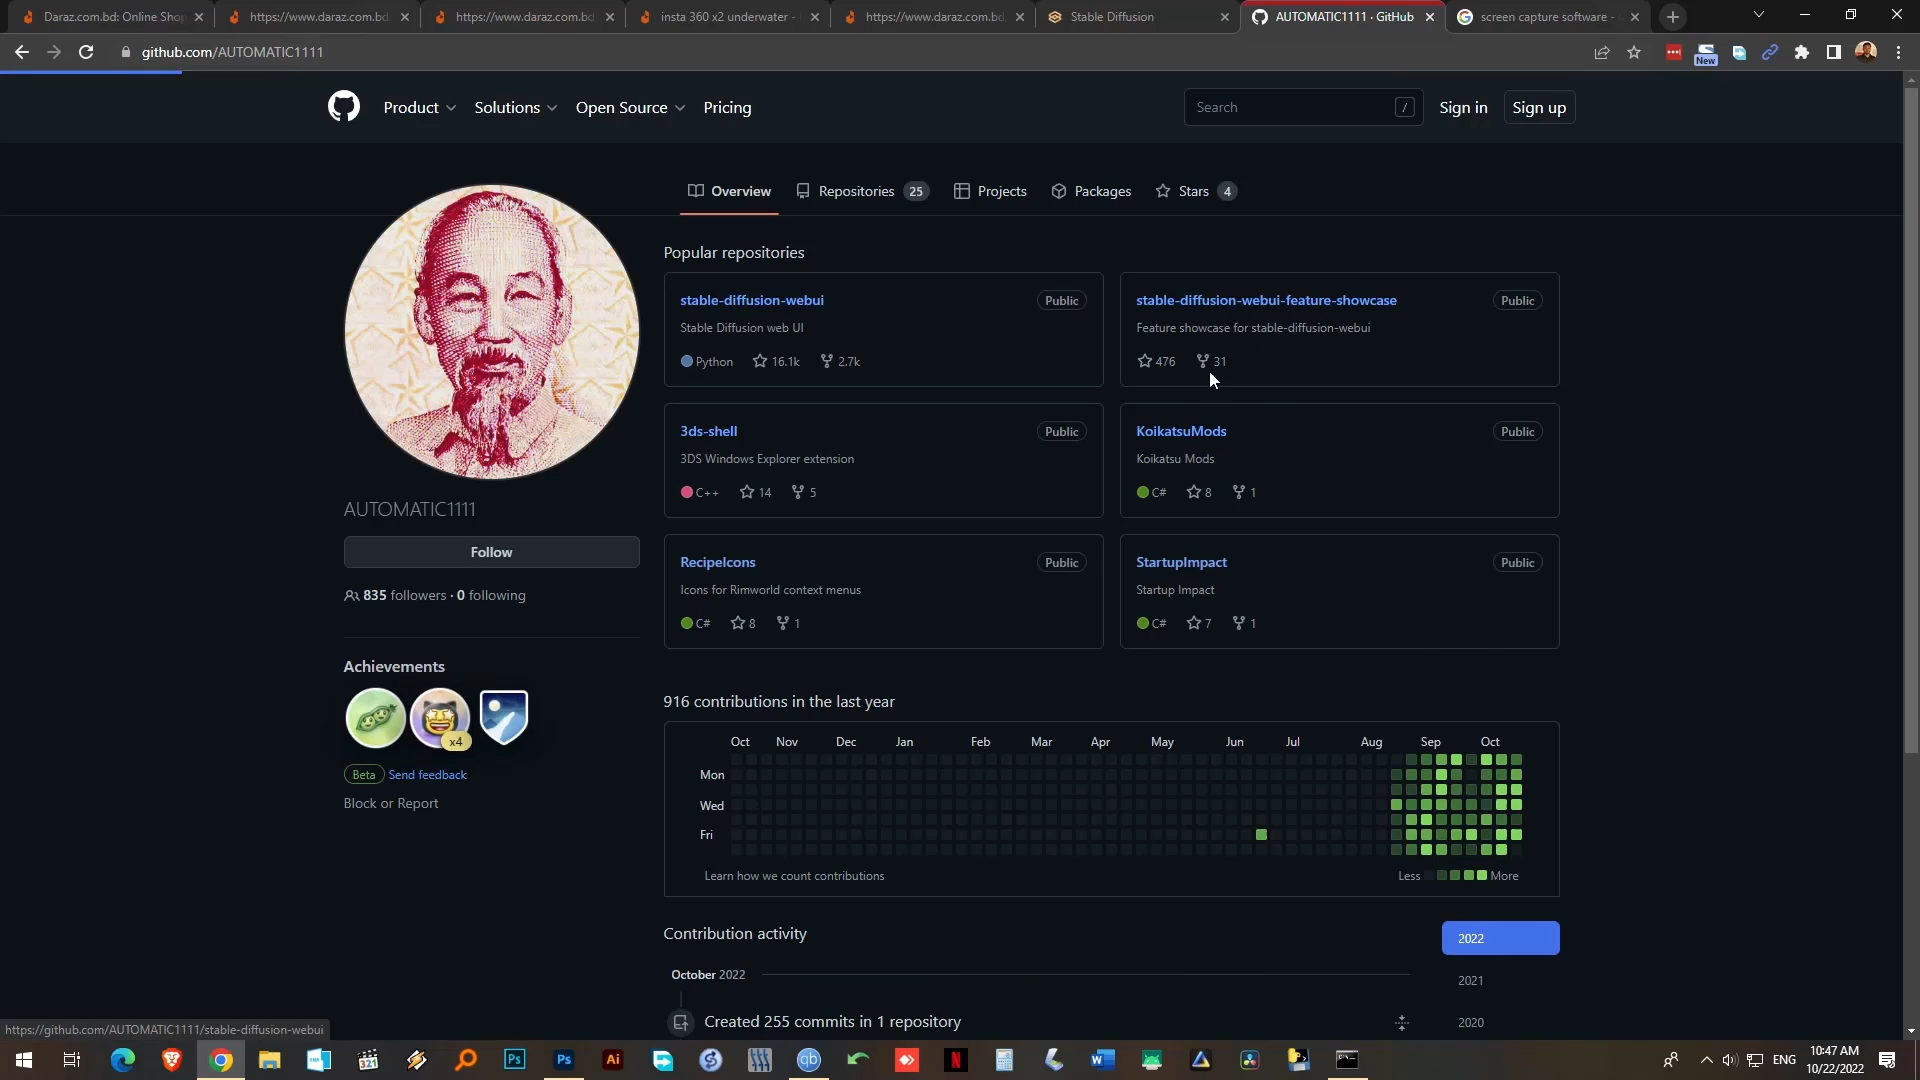 Daraz.com.bd: Online Shop
https://www.daraz.com.bd
https://www.daraz.com.bd
insta 360 x2 underwater -
https://www.daraz.com.bd
Stable Diffusion
AUTOMATIC1111 · GitHub
screen capture software -
github.com/AUTOMATIC1111
New
Product
Solutions
Open Source
Pricing
Search
/
Sign in
Sign up
Overview
Repositories 25
Projects
Packages
Stars 4
Popular repositories
stable-diffusion-webui
Public
Stable Diffusion web UI
Python 16.1k 2.7k
stable-diffusion-webui-feature-showcase
Public
Feature showcase for stable-diffusion-webui
476 31
3ds-shell
Public
3DS Windows Explorer extension
C++ 14 5
KoikatsuMods
Public
Koikatsu Mods
C# 8 1
RecipeIcons
Public
Icons for Rimworld context menus
C# 8 1
StartupImpact
Public
Startup Impact
C# 7 1
AUTOMATIC1111
Follow
835 followers · 0 following
Achievements
x4
Beta Send feedback
Block or Report
916 contributions in the last year
Oct Nov Dec Jan Feb Mar Apr May Jun Jul Aug Sep Oct
Mon
Wed
Fri
Learn how we count contributions
Less More
Contribution activity
2022
2021
2020
October 2022
Created 255 commits in 1 repository
https://github.com/AUTOMATIC1111/stable-diffusion-webui
321
Ps
Ps
Ai
qb
N
W
ENG
10:47 AM
10/22/2022